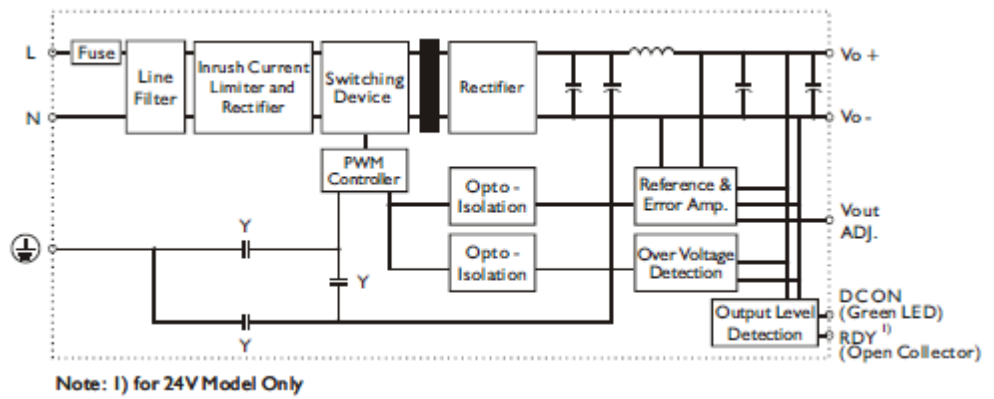 L
Fuse
Line
Filter
Inrush Current
Limiter and
Rectifier
Switching
Device
Rectifier
Vo +
N
Vo -
PWM
Controller
Opto -
Isolation
Reference &
Error Amp.
Vout
ADJ.
Y
Opto -
Isolation
Over Voltage
Detection
Y
Output Level
Detection
DCON
(Green LED)
RDY 1)
(Open Collector)
Y
Note: 1) for 24V Model Only